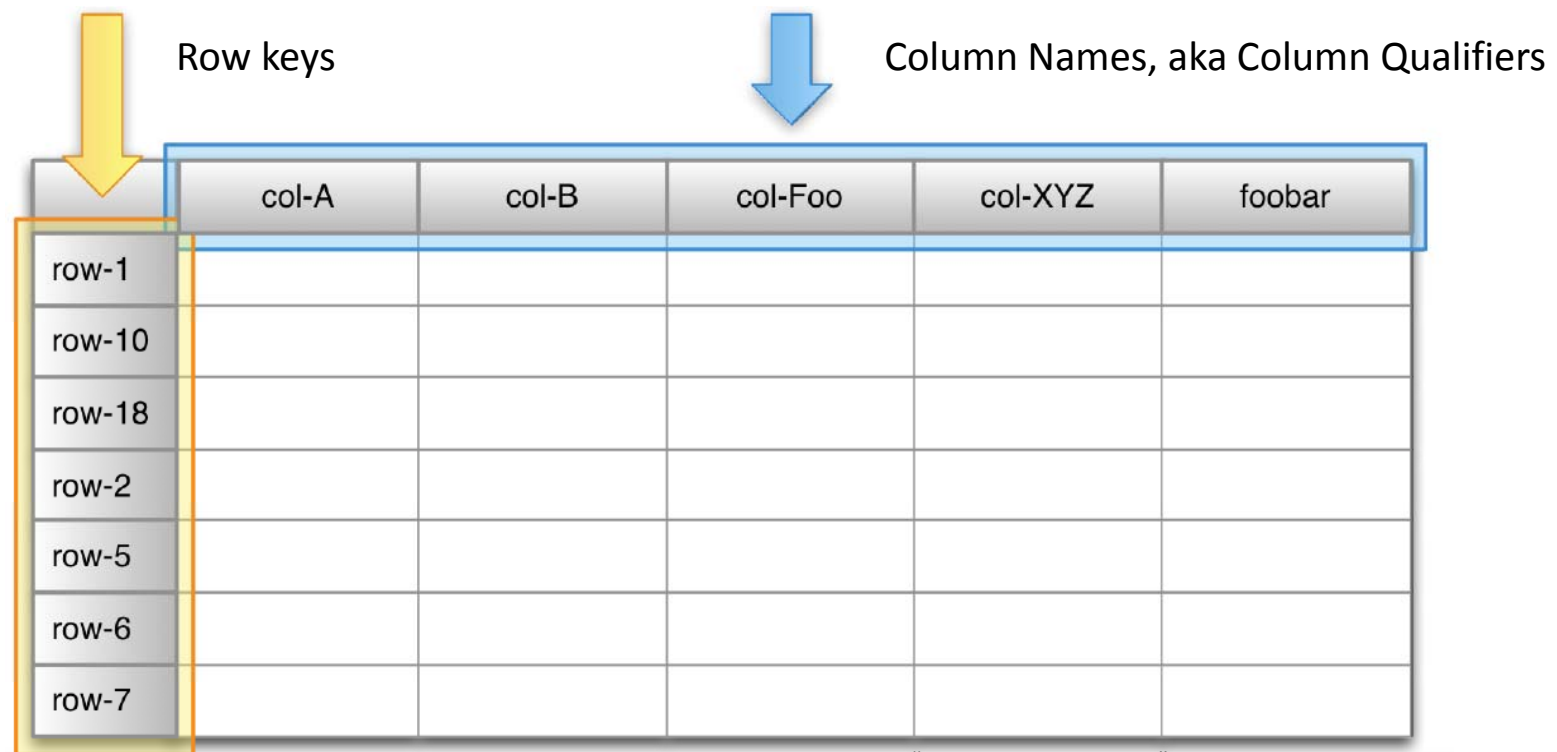 Row keys
Column Names, aka Column Qualifiers
col-A col-B col-Foo col-XYZ foobar
row-1
row-10
row-18
row-2
row-5
row-6
row-7